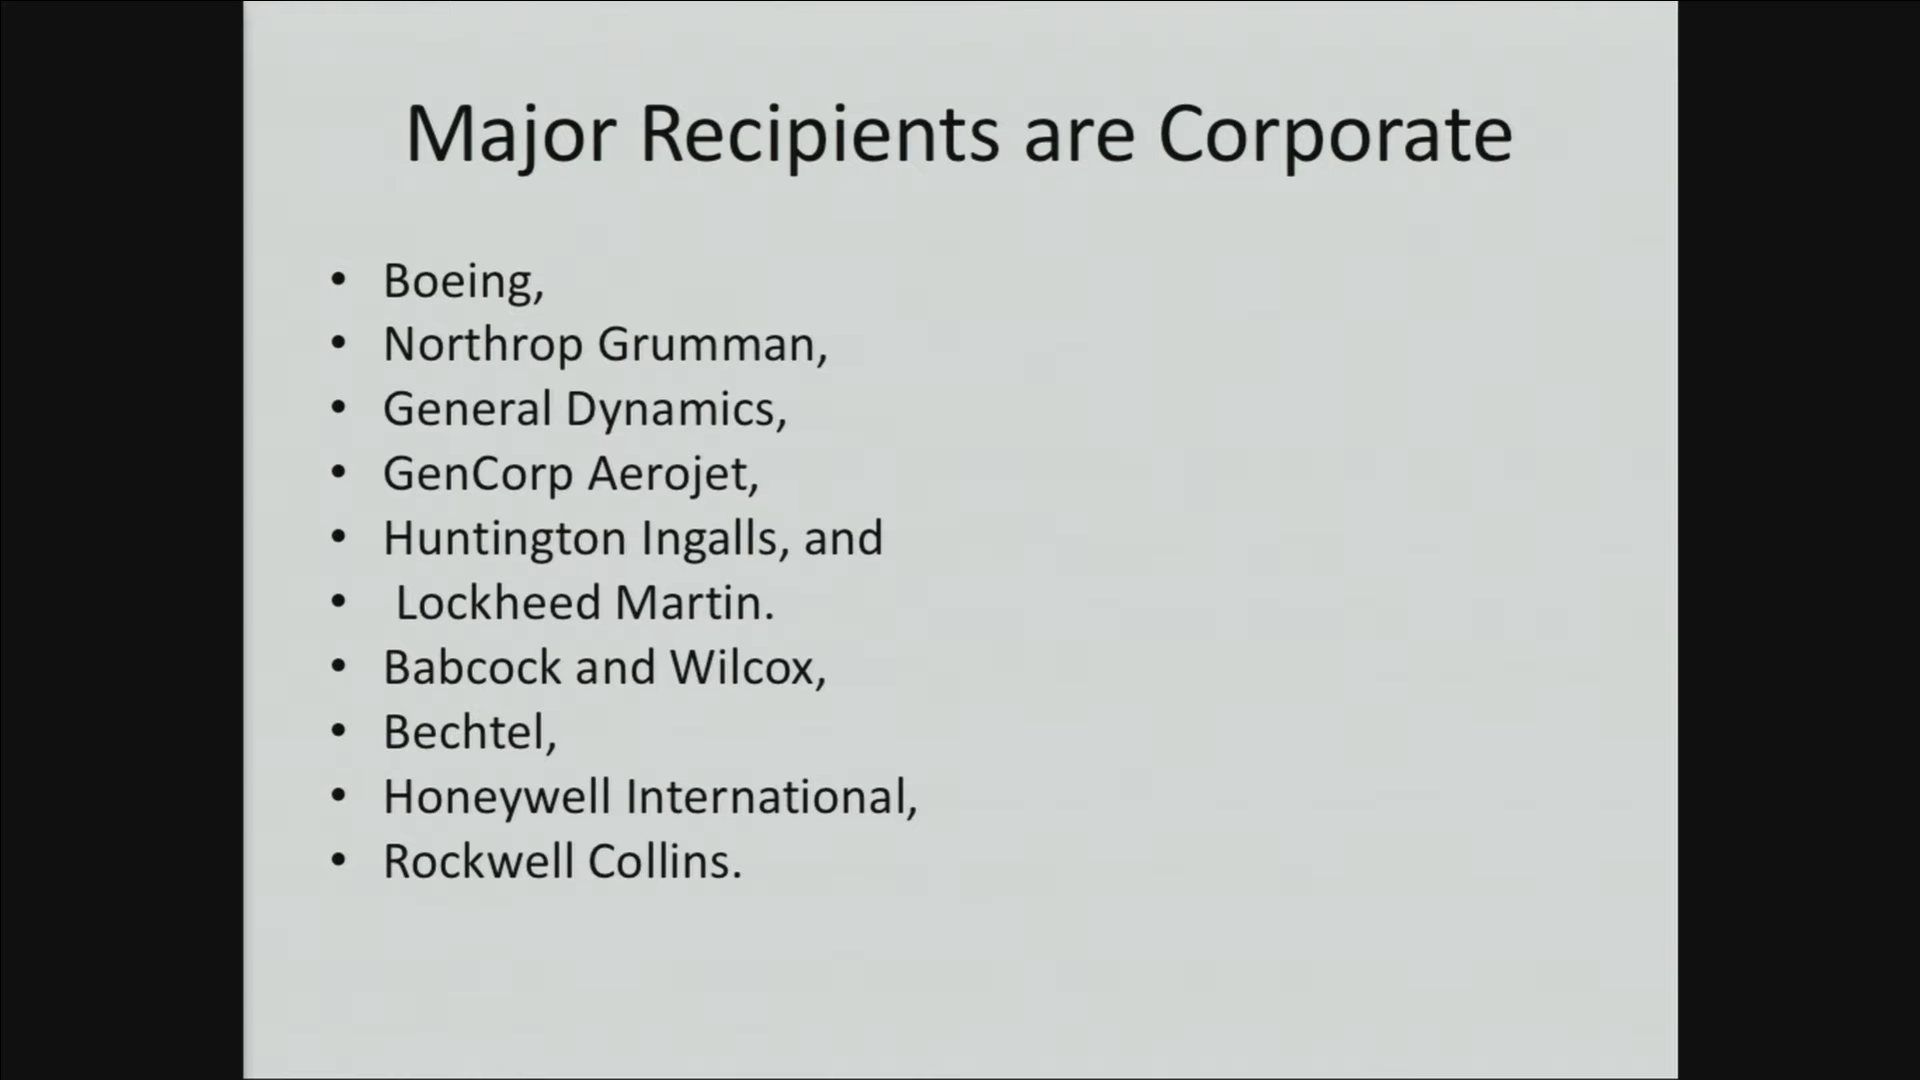 Major Recipients are Corporate
• Boeing,
• Northrop Grumman,
• General Dynamics,
• GenCorp Aerojet,
• Huntington Ingalls, and
• Lockheed Martin.
• Babcock and Wilcox,
• Bechtel,
• Honeywell International,
• Rockwell Collins.